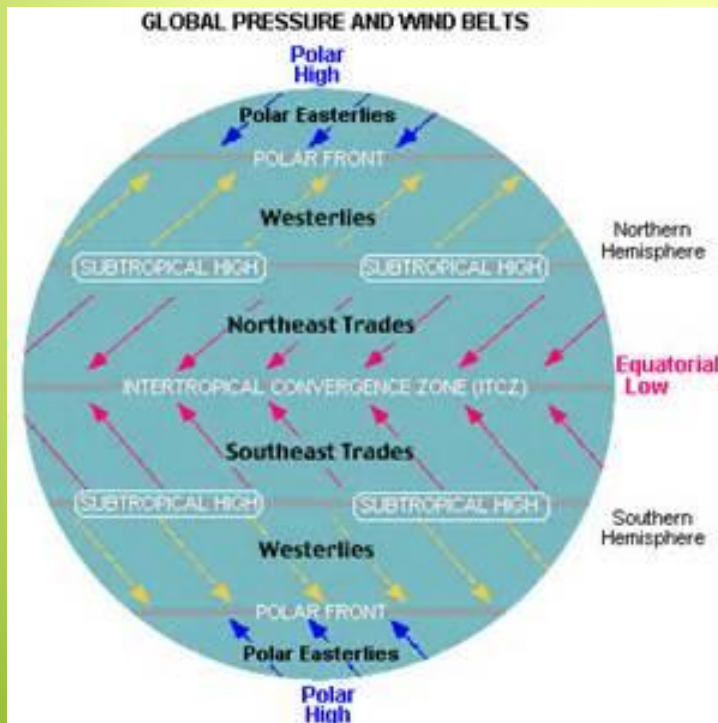 GLOBAL PRESSURE AND WIND BELTS
Polar
High
Polar Easterlies
POLAR FRONT
Westerlies
Northern
Hemisphere
SUBTROPICAL HIGH
SUBTROPICAL HIGH
Northeast Trades
Equatorial
Low
INTERTROPICAL CONVERGENCE ZONE (ITCZ)
Southeast Trades
SUBTROPICAL HIGH
SUBTROPICAL HIGH
Southern
Hemisphere
Westerlies
POLAR FRONT
Polar Easterlies
Polar
High